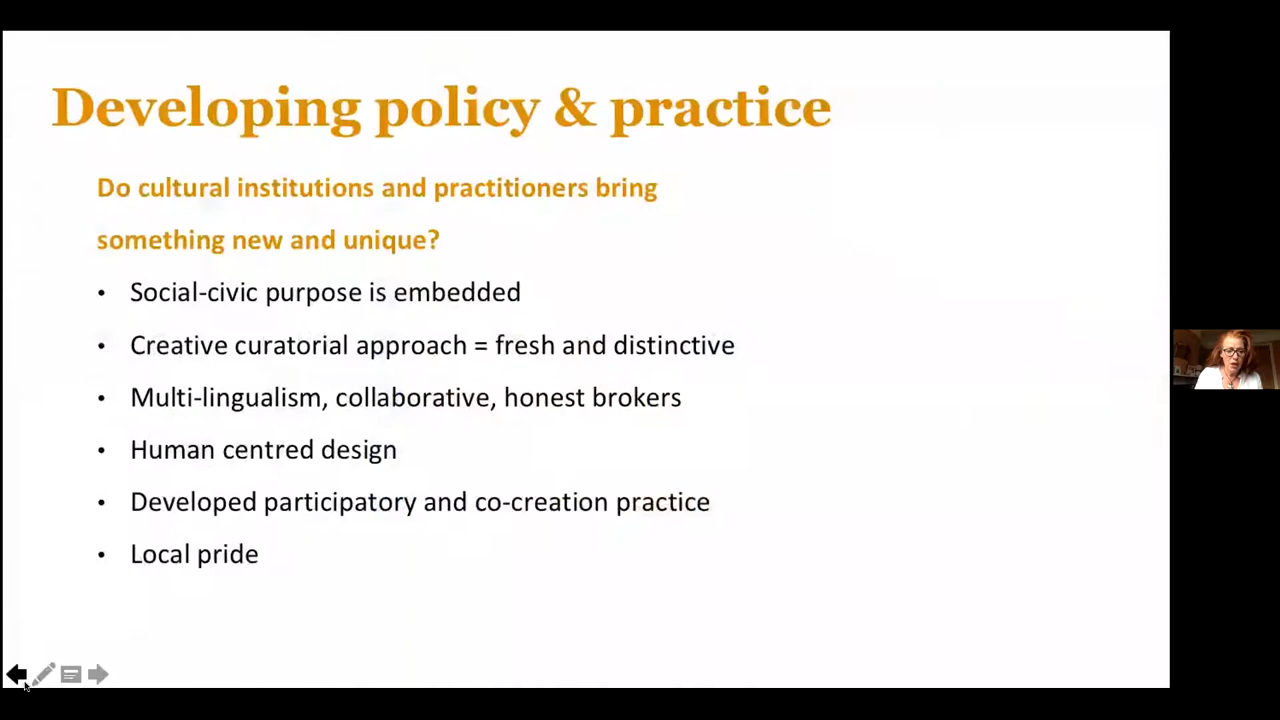 Developing policy & practice
Do cultural institutions and practitioners bring
something new and unique?
• Social-civic purpose is embedded
• Creative curatorial approach = fresh and distinctive
• Multi-lingualism, collaborative, honest brokers
• Human centred design
• Developed participatory and co-creation practice
• Local pride